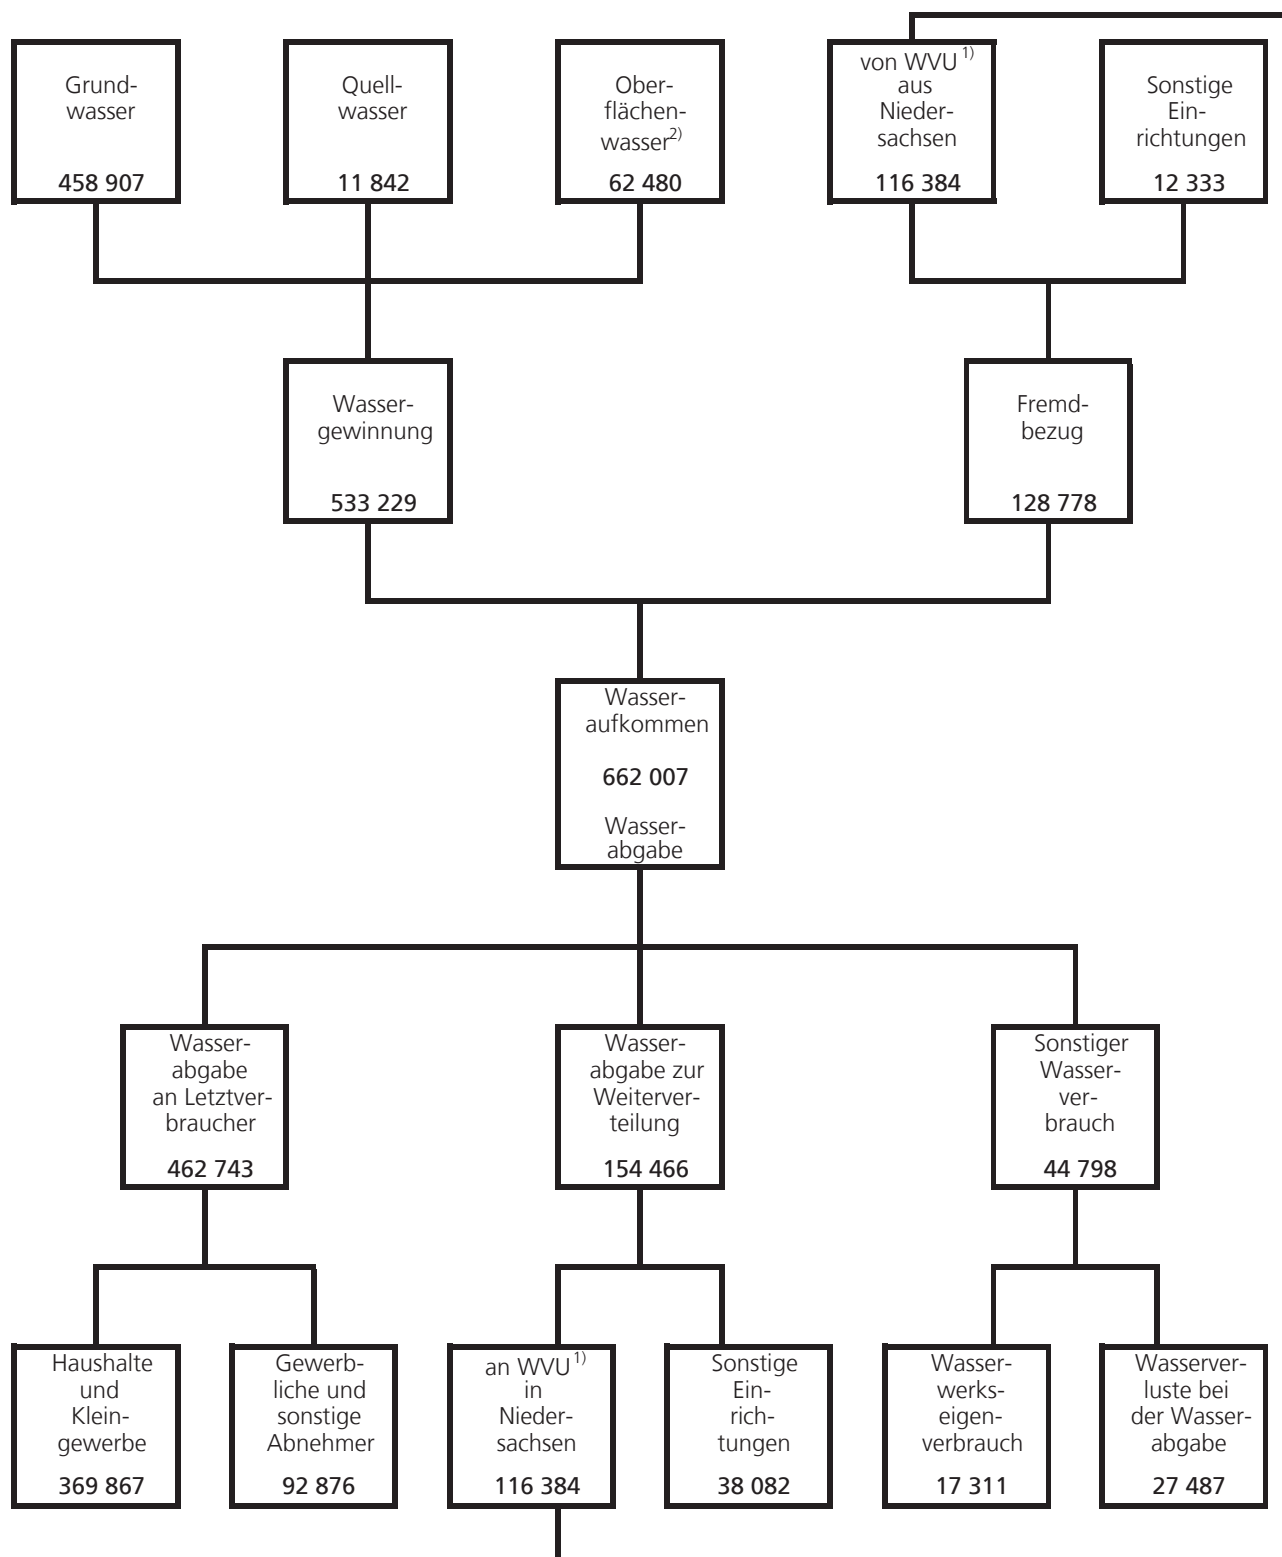 Grund-
wasser
458 907
Quell-
wasser
11 842
Ober-
flächen-
wasser2)
62 480
von WVU 1)
aus
Nieder-
sachsen
116 384
Sonstige
Ein-
richtungen
12 333
Wasser-
gewinnung
533 229
Fremd-
bezug
128 778
Wasser-
aufkommen
662 007
Wasser-
abgabe
Wasser-
abgabe
an Letztver-
braucher
462 743
Wasser-
abgabe zur
Weiterver-
teilung
154 466
Sonstiger
Wasser-
ver-
brauch
44 798
Haushalte
und
Klein-
gewerbe
369 867
Gewerb-
liche und
sonstige
Abnehmer
92 876
an WVU 1)
in
Nieder-
sachsen
116 384
Sonstige
Ein-
rich-
tungen
38 082
Wasser-
werks-
eigen-
verbrauch
17 311
Wasserver-
luste bei
der Wasser-
abgabe
27 487